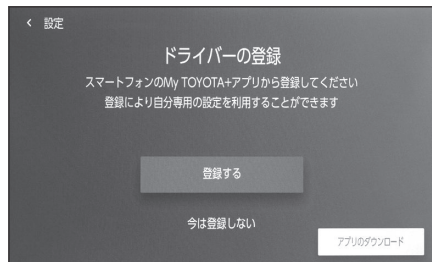 < 設定
ドライバーの登録
スマートフォンのMy TOYOTA+アプリから登録してください
登録により自分専用の設定を利用することができます
登録する
今は登録しない
アプリのダウンロード